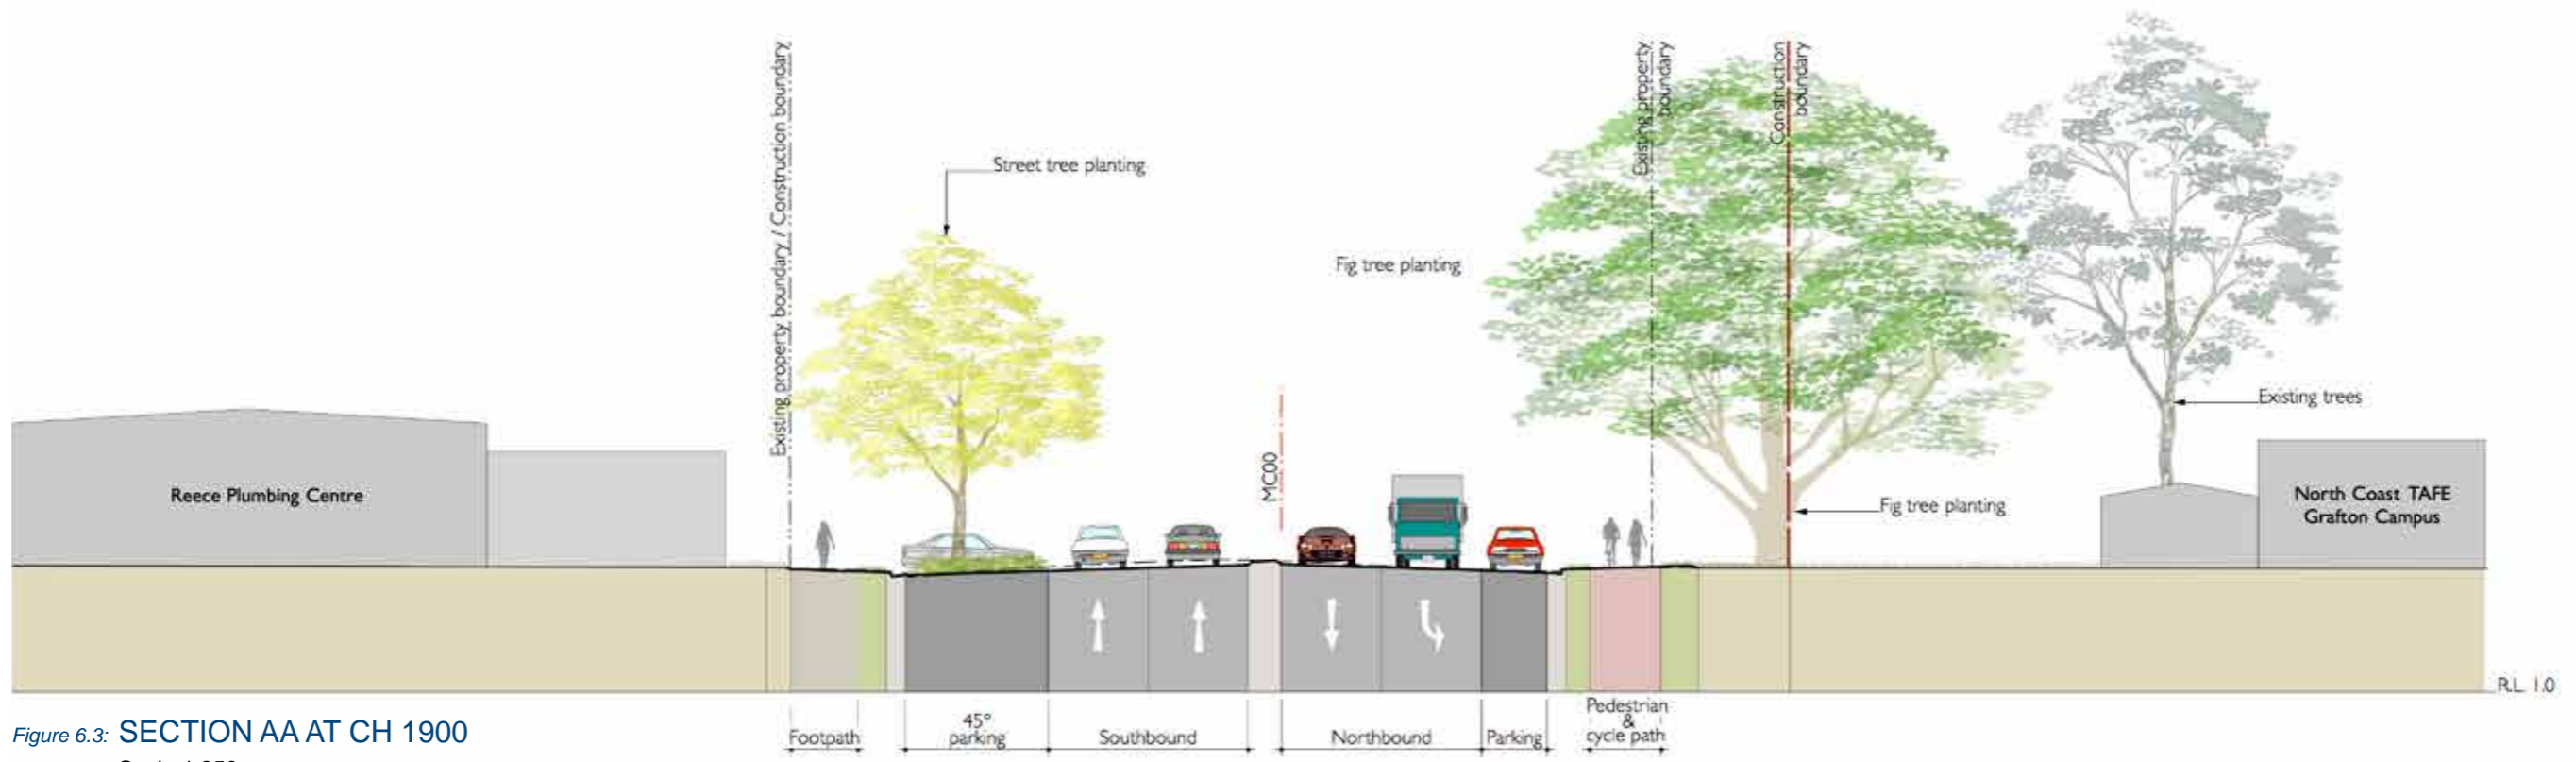 Existing property boundary / Construction boundary
Existing property
boundary
Construction
boundary
Street tree planting
Fig tree planting
Existing trees
MC00
Reece Plumbing Centre
Fig tree planting
North Coast TAFE
Grafton Campus
R.L. 1.0
Footpath
45°
parking
Southbound
Northbound
Parking
Pedestrian
&
cycle path
Figure 6.3: SECTION AA AT CH 1900